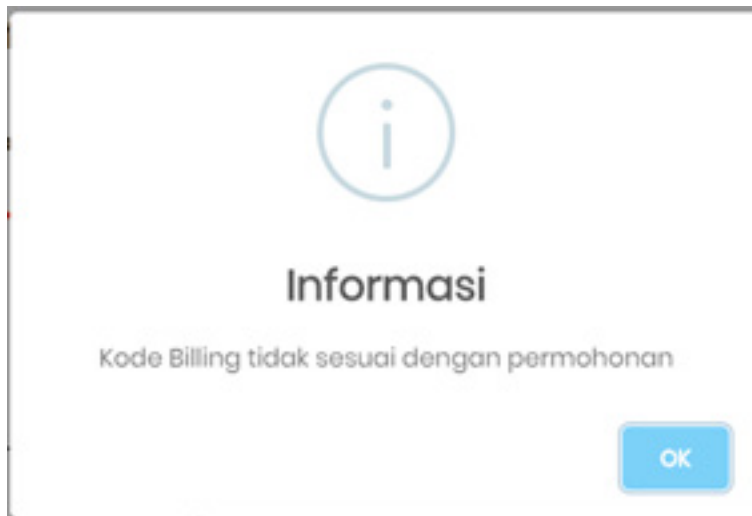 Informasi
Kode Billing tidak sesuai dengan permohonan
OK